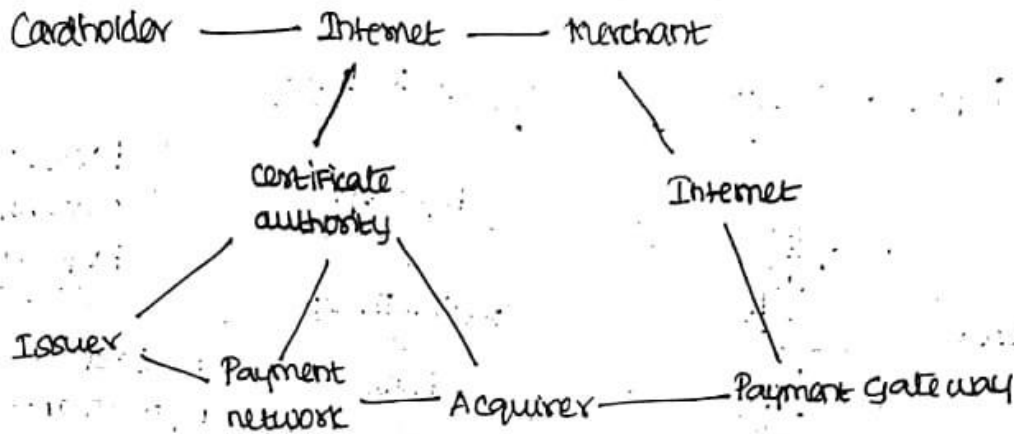 Cardholder Internet Merchant
certificate
authority
Internet
Issuer
Payment
network
Acquirer
Payment Gateway